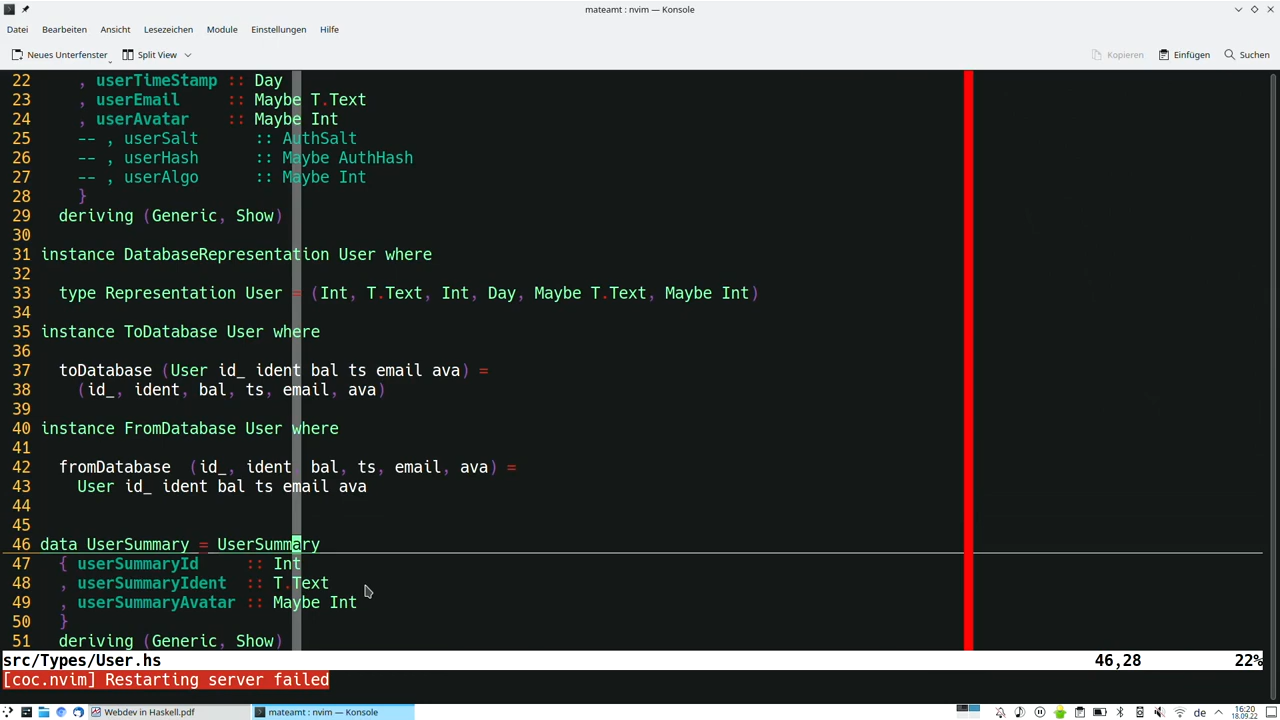 mateamt : nvim — Konsole
Datei Bearbeiten Ansicht Lesezeichen Module Einstellungen Hilfe
Neues Unterfenster Split View Kopieren Einfügen Suchen
22 , userTimeStamp :: Day
23 , userEmail :: Maybe T.Text
24 , userAvatar :: Maybe Int
25 -- , userSalt :: AuthSalt
26 -- , userHash :: Maybe AuthHash
27 -- , userAlgo :: Maybe Int
28 }
29 deriving (Generic, Show)
30
31 instance DatabaseRepresentation User where
32
33 type Representation User = (Int, T.Text, Int, Day, Maybe T.Text, Maybe Int)
34
35 instance ToDatabase User where
36
37 toDatabase (User id_ ident bal ts email ava) =
38 (id_, ident, bal, ts, email, ava)
39
40 instance FromDatabase User where
41
42 fromDatabase (id_, ident, bal, ts, email, ava) =
43 User id_ ident bal ts email ava
44
45
46 data UserSummary = UserSummary
47 { userSummaryId :: Int
48 , userSummaryIdent :: T.Text
49 , userSummaryAvatar :: Maybe Int
50 }
51 deriving (Generic, Show)
src/Types/User.hs 46,28 22%
[coc.nvim] Restarting server failed
Webdev in Haskell.pdf mateamt : nvim — Konsole de 16:20
18.09.22